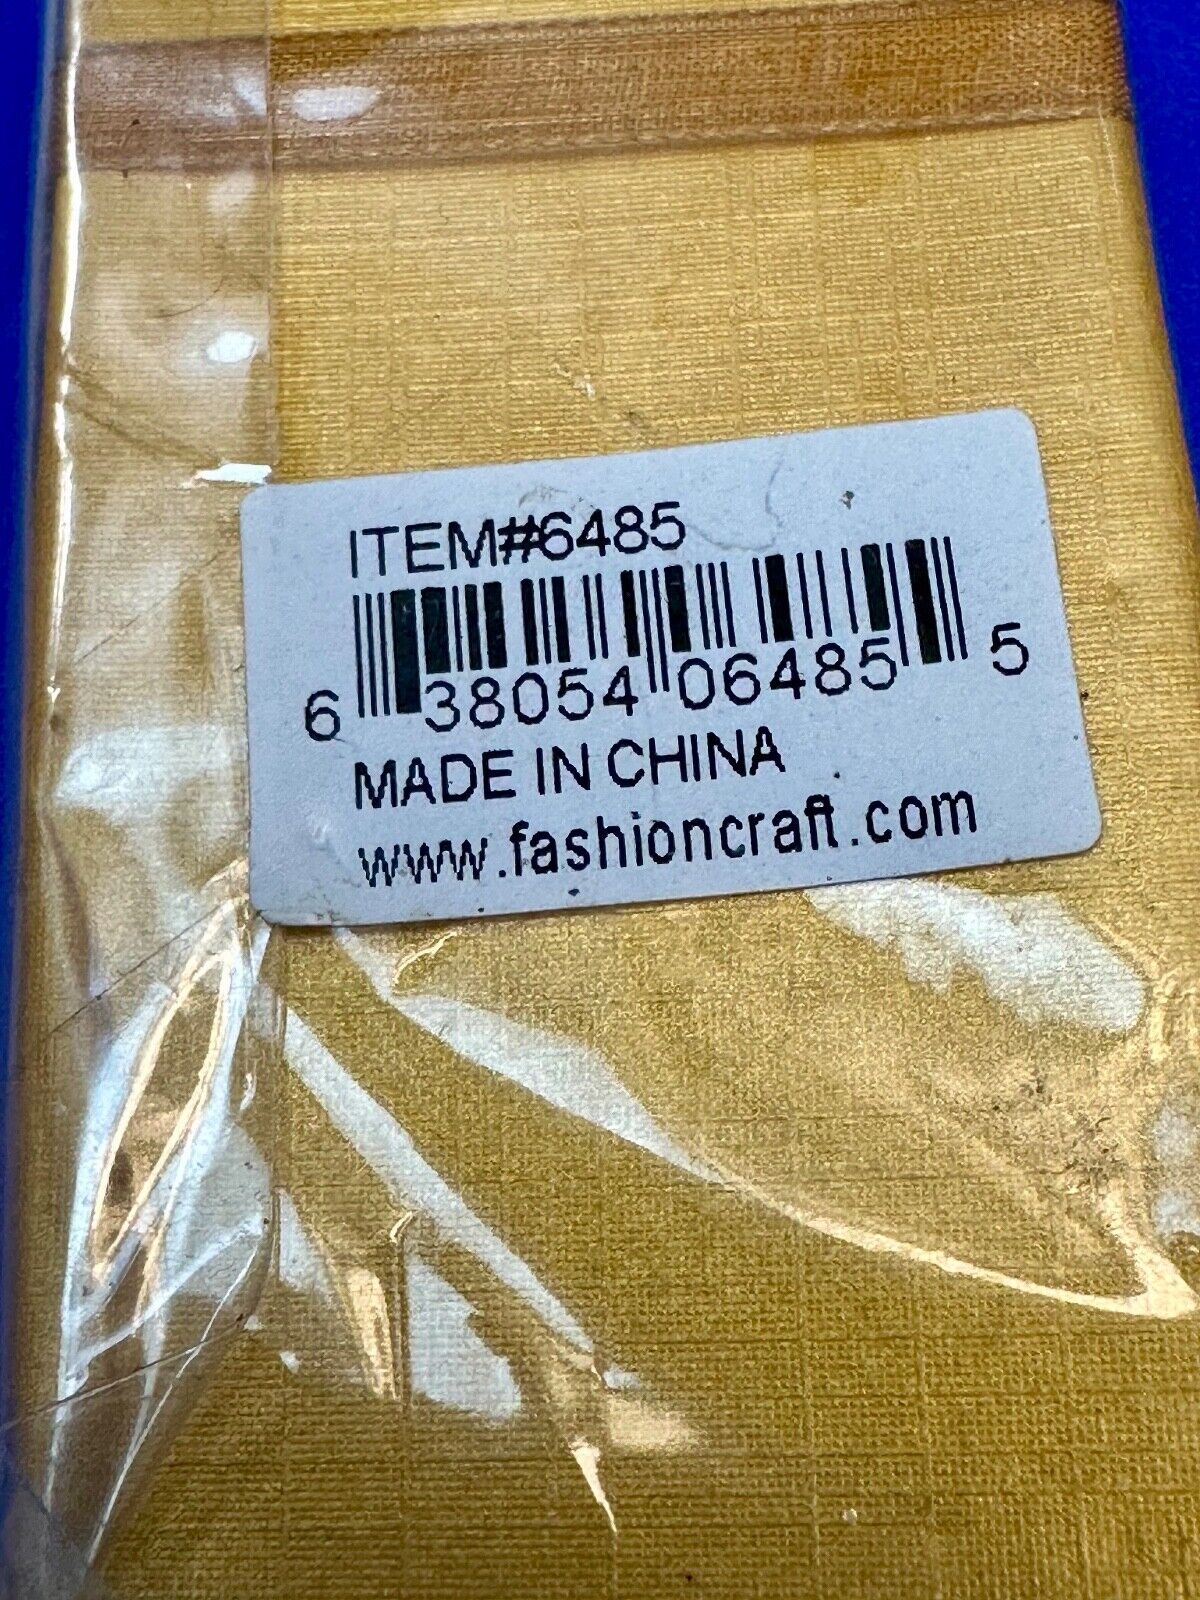 ITEM#6485
6 38054 06485 5
MADE IN CHINA
www.fashioncraft.com